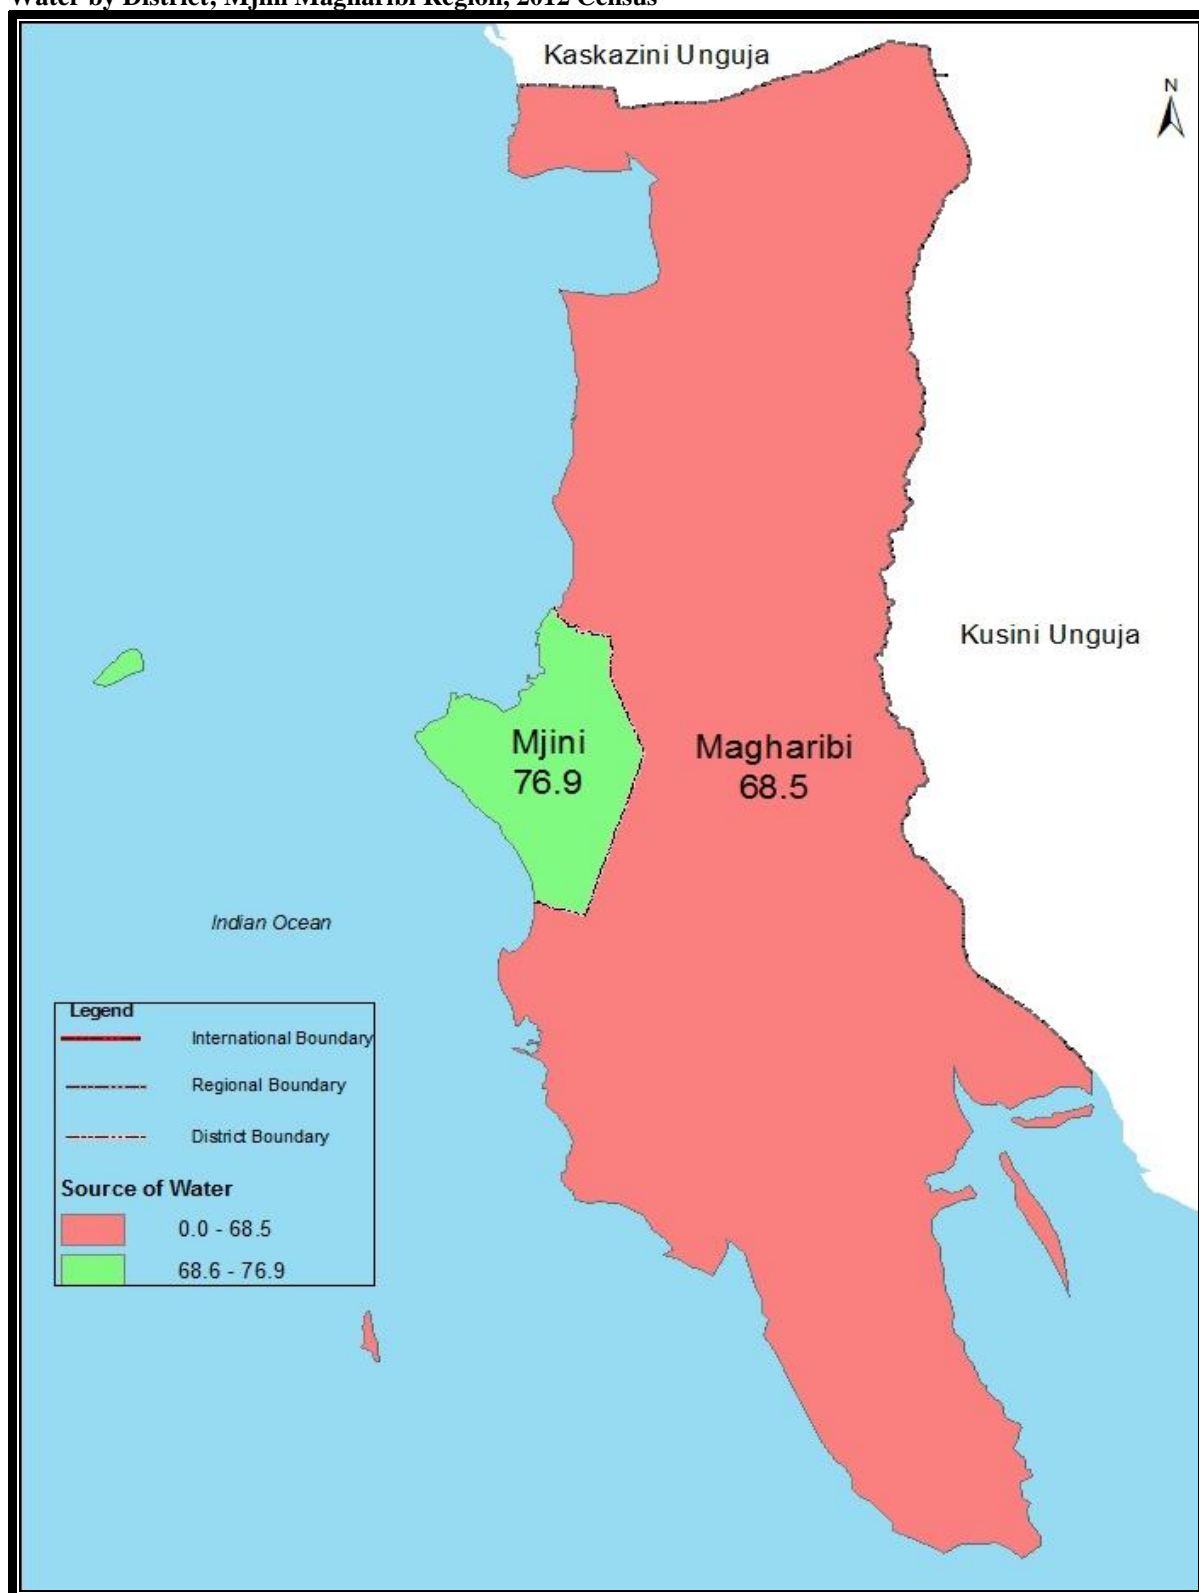 Water by District; Mjini Magharibi Region, 2012 Census
Kaskazini Unguja
N
Kusini Unguja
Mjini
76.9
Magharibi
68.5
Indian Ocean
Legend
International Boundary
Regional Boundary
District Boundary
Source of Water
0.0 - 68.5
68.6 - 76.9